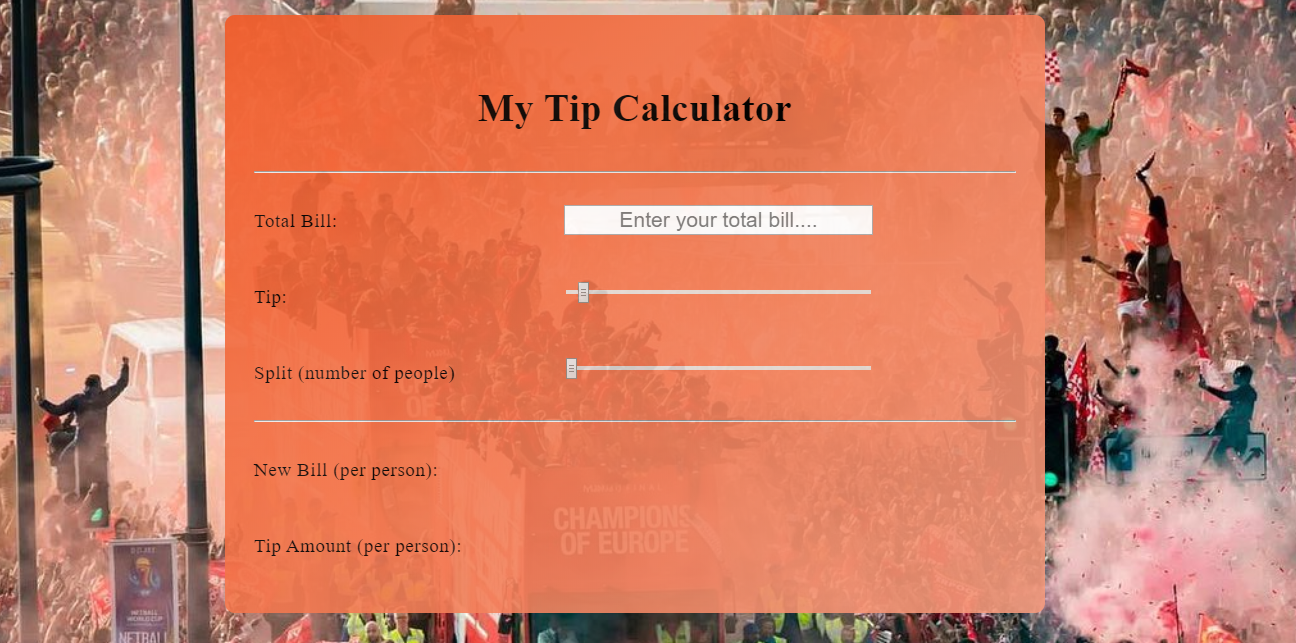 My Tip Calculator
Total Bill:
Enter your total bill....
Tip:
Split (number of people)
New Bill (per person):
CHAMPIONS
OF EUROPE
Tip Amount (per person):
NETBALL
WORLD CUP
NETBALL